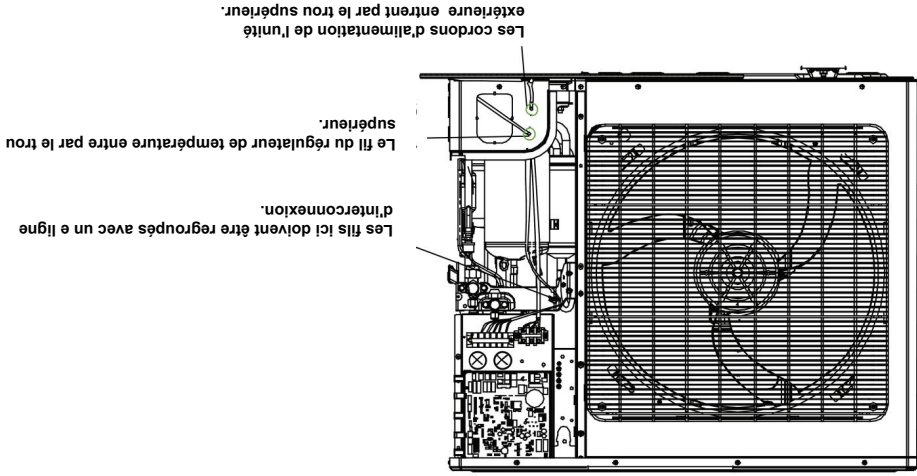 Les fils ici doivent être regroupés avec un e ligne
d'interconnexion.
Le fil du régulateur de température entre par le trou
supérieur.
Les cordons d'alimentation de l'unité
extérieure entrent par le trou supérieur.